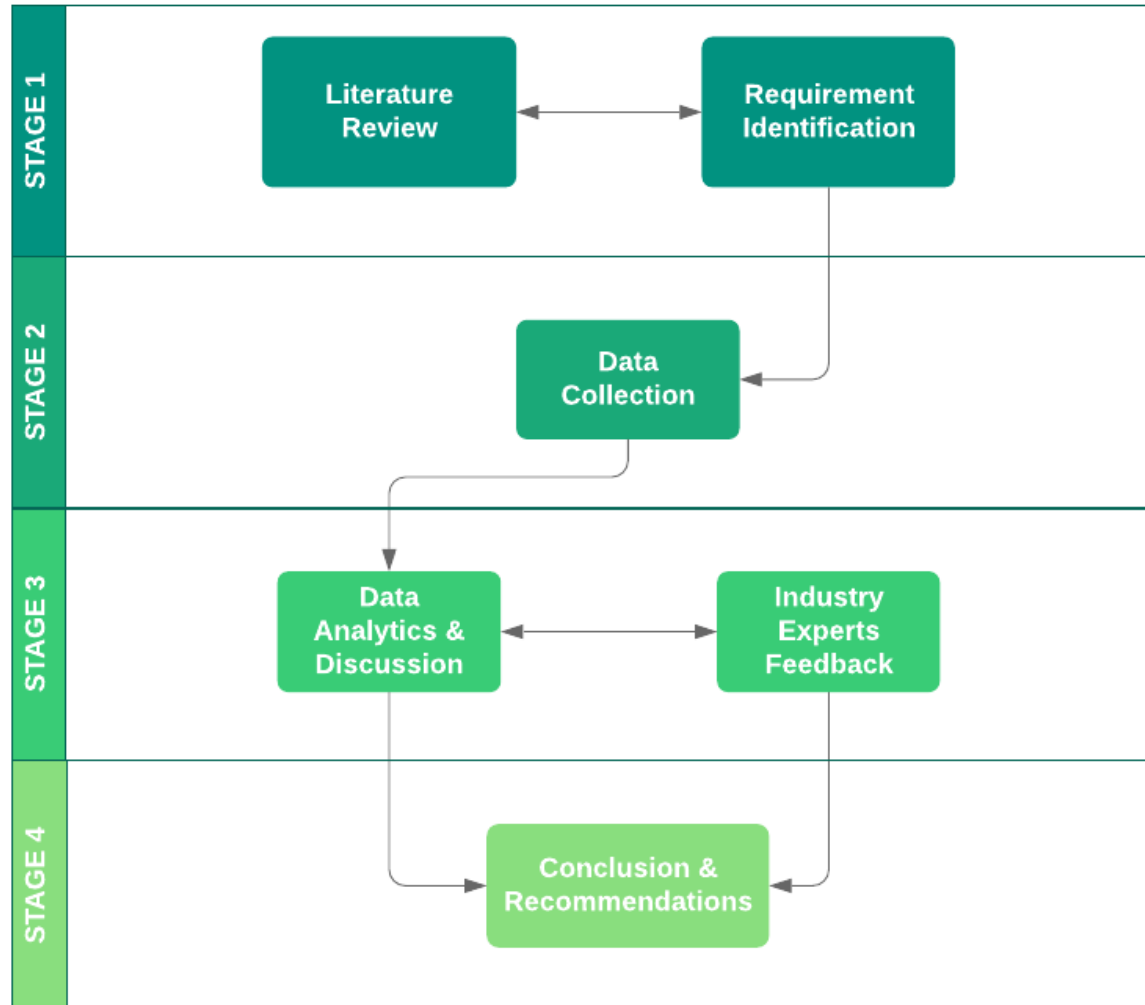 STAGE 1
Literature
Review
Requirement
Identification
STAGE 2
Data
Collection
STAGE 3
Data
Analytics &
Discussion
Industry
Experts
Feedback
STAGE 4
Conclusion &
Recommendations